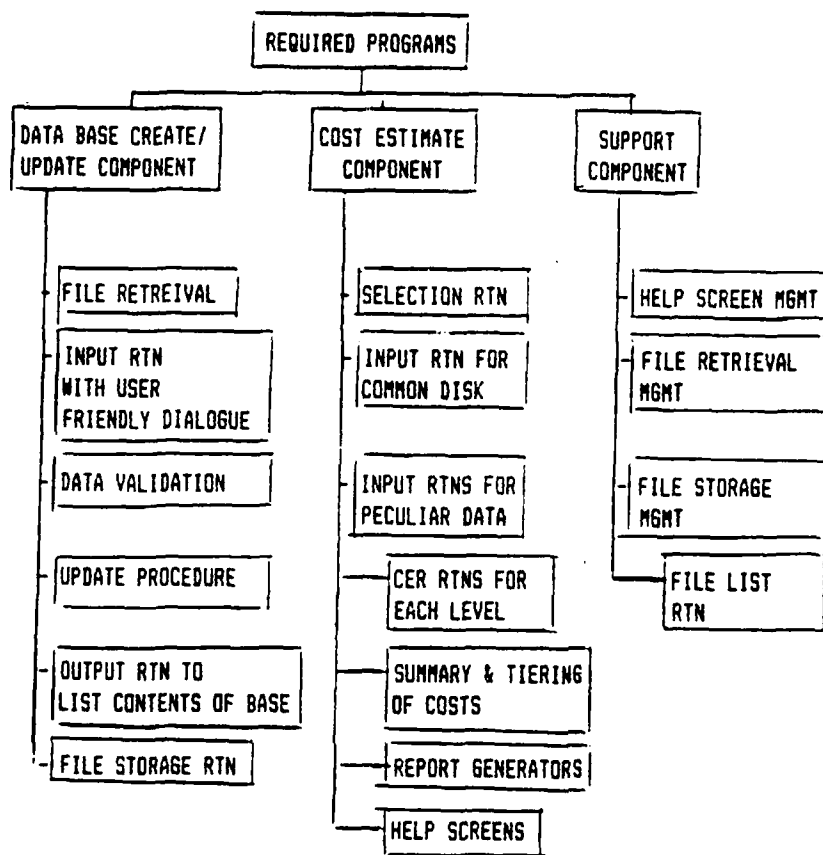 REQUIRED PROGRAMS
DATA BASE CREATE/
UPDATE COMPONENT
COST ESTIMATE
COMPONENT
SUPPORT
COMPONENT
FILE RETREIVAL
INPUT RTN
WITH USER
FRIENDLY DIALOGUE
DATA VALIDATION
UPDATE PROCEDURE
OUTPUT RTN TO
LIST CONTENTS OF BASE
FILE STORAGE RTN
SELECTION RTN
INPUT RTN FOR
COMMON DISK
INPUT RTNS FOR
PECULIAR DATA
CER RTNS FOR
EACH LEVEL
SUMMARY & TIERING
OF COSTS
REPORT GENERATORS
HELP SCREENS
HELP SCREEN MGMT
FILE RETRIEVAL
MGMT
FILE STORAGE
MGMT
FILE LIST
RTN